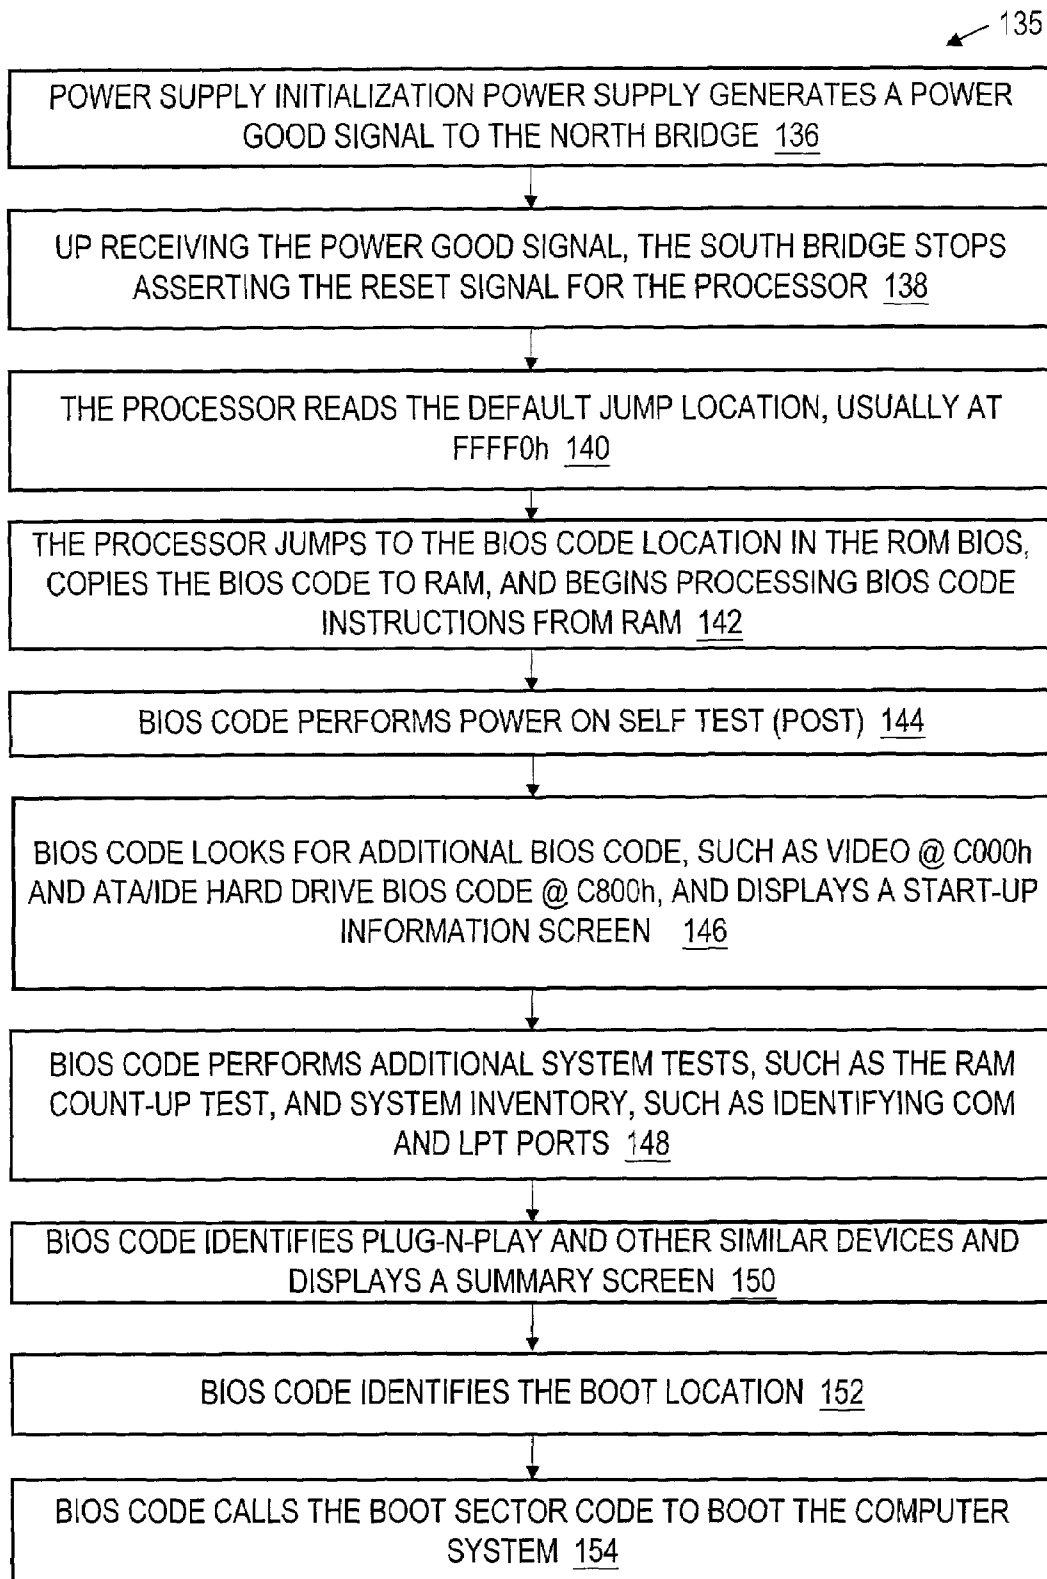 135
POWER SUPPLY INITIALIZATION POWER SUPPLY GENERATES A POWER
GOOD SIGNAL TO THE NORTH BRIDGE 136
UP RECEIVING THE POWER GOOD SIGNAL, THE SOUTH BRIDGE STOPS
ASSERTING THE RESET SIGNAL FOR THE PROCESSOR 138
THE PROCESSOR READS THE DEFAULT JUMP LOCATION, USUALLY AT
FFFF0h 140
THE PROCESSOR JUMPS TO THE BIOS CODE LOCATION IN THE ROM BIOS,
COPIES THE BIOS CODE TO RAM, AND BEGINS PROCESSING BIOS CODE
INSTRUCTIONS FROM RAM 142
BIOS CODE PERFORMS POWER ON SELF TEST (POST) 144
BIOS CODE LOOKS FOR ADDITIONAL BIOS CODE, SUCH AS VIDEO @ C000h
AND ATA/IDE HARD DRIVE BIOS CODE @ C800h, AND DISPLAYS A START-UP
INFORMATION SCREEN 146
BIOS CODE PERFORMS ADDITIONAL SYSTEM TESTS, SUCH AS THE RAM
COUNT-UP TEST, AND SYSTEM INVENTORY, SUCH AS IDENTIFYING COM
AND LPT PORTS 148
BIOS CODE IDENTIFIES PLUG-N-PLAY AND OTHER SIMILAR DEVICES AND
DISPLAYS A SUMMARY SCREEN 150
BIOS CODE IDENTIFIES THE BOOT LOCATION 152
BIOS CODE CALLS THE BOOT SECTOR CODE TO BOOT THE COMPUTER
SYSTEM 154